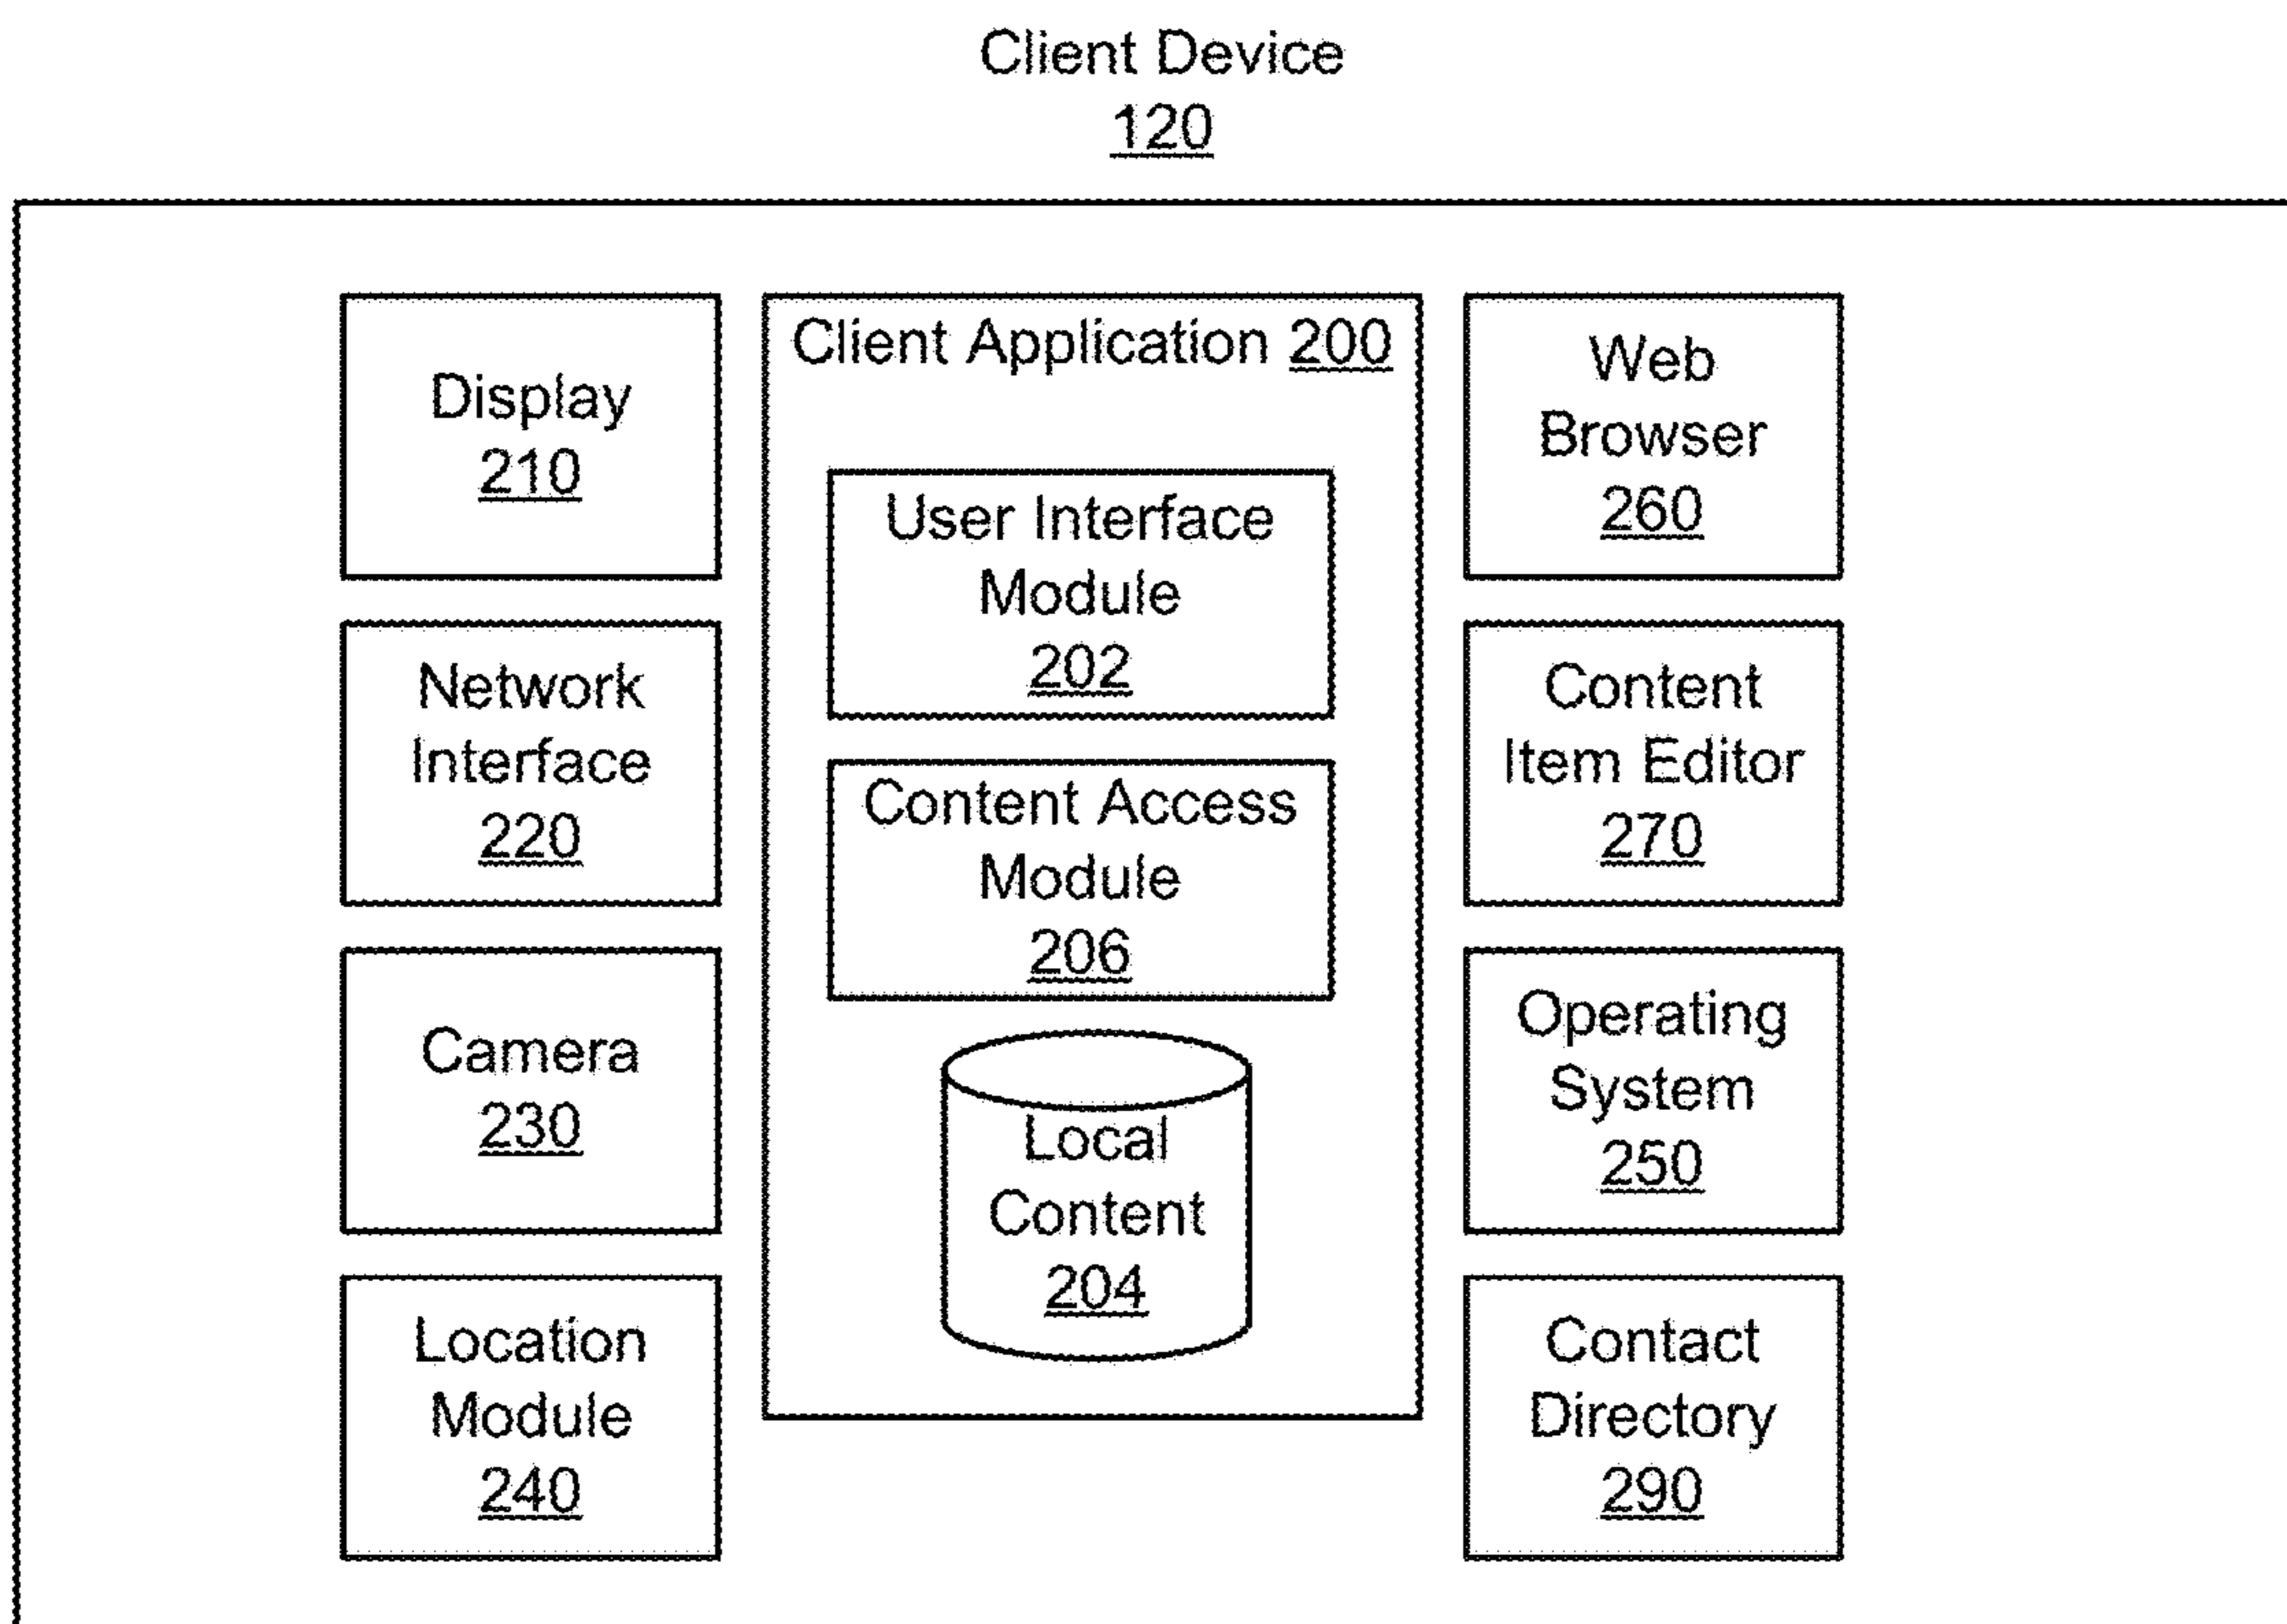 Client Device
120
Display
210
Network
Interface
220
Camera
230
Location
Module
240
Client Application 200
User Interface
Module
202
Content Access
Module
206
Local
Content
204
Web
Browser
260
Content
Item Editor
270
Operating
System
250
Contact
Directory
290